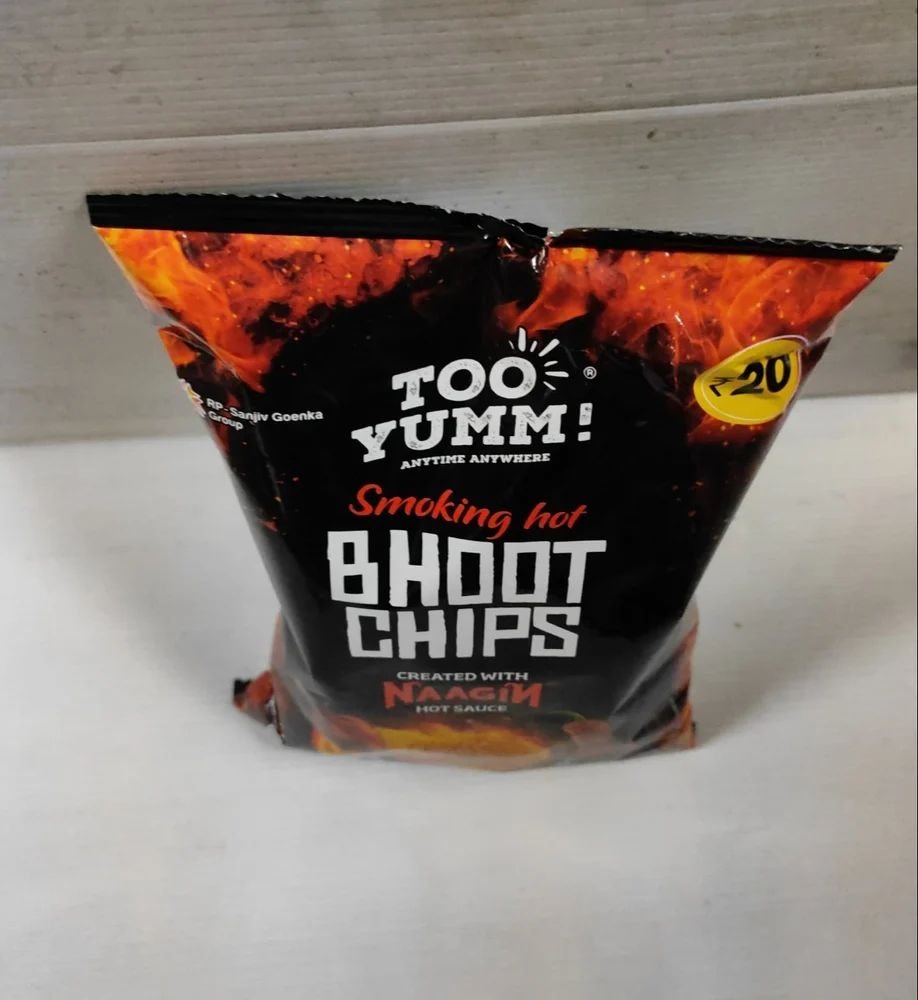 TOO
YUMM!
®
ANYTIME ANYWHERE
RP-Sanjiv Goenka
Group
₹20
Smoking hot
BHOOT
CHIPS
CREATED WITH
NAAGIN
HOT SAUCE